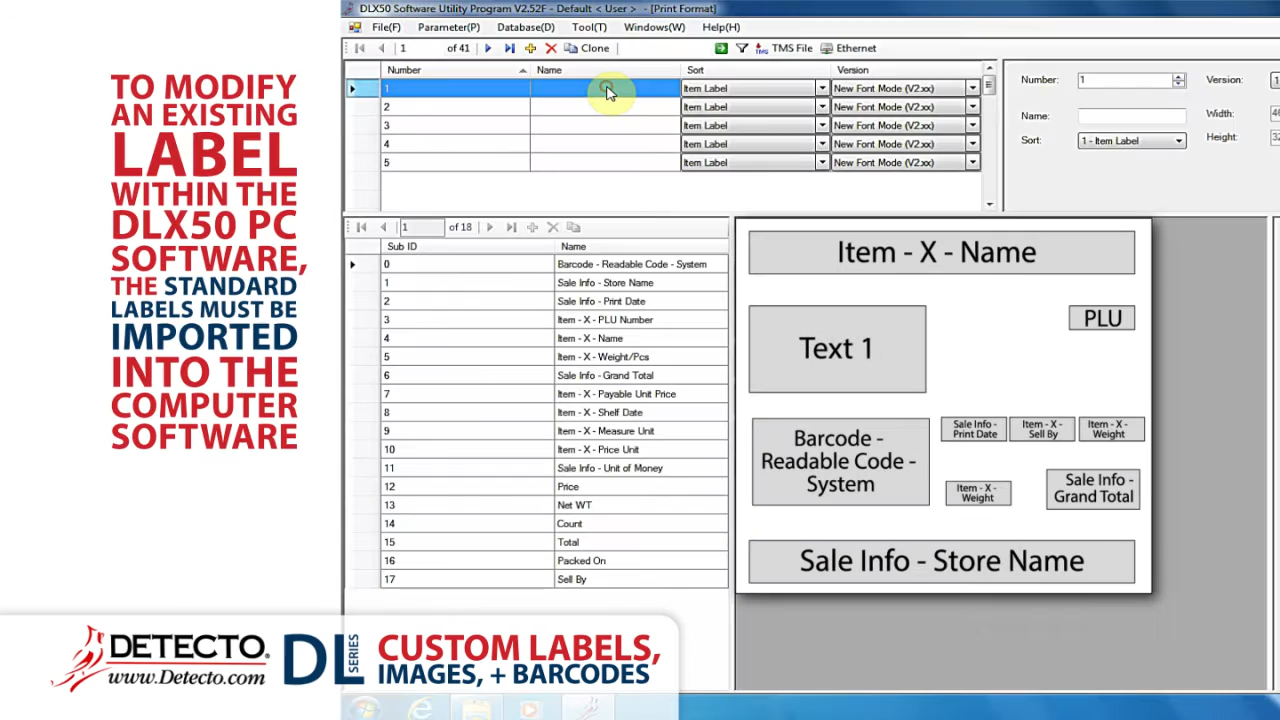 DLX50 Software Utility Program V2.52F - Default < User > - [Print Format]
File(F) Parameter(P) Database(D) Tool(T) Windows(W) Help(H)
1 of 41 Clone TMS File Ethernet
Number Name Sort Version
1 Item Label New Font Mode (V2.xx)
2 Item Label New Font Mode (V2.xx)
3 Item Label New Font Mode (V2.xx)
4 Item Label New Font Mode (V2.xx)
5 Item Label New Font Mode (V2.xx)
Number: 1 Version:
Name: Width:
Sort: 1 - Item Label Height:
TO MODIFY
AN EXISTING
LABEL
WITHIN THE
DLX50 PC
SOFTWARE,
THE STANDARD
LABELS MUST BE
IMPORTED
INTO THE
COMPUTER
SOFTWARE
1 of 18
Sub ID Name
0 Barcode - Readable Code - System
1 Sale Info - Store Name
2 Sale Info - Print Date
3 Item - X - PLU Number
4 Item - X - Name
5 Item - X - Weight/Pcs
6 Sale Info - Grand Total
7 Item - X - Payable Unit Price
8 Item - X - Shelf Date
9 Item - X - Measure Unit
10 Item - X - Price Unit
11 Sale Info - Unit of Money
12 Price
13 Net WT
14 Count
15 Total
16 Packed On
17 Sell By
Item - X - Name
PLU
Text 1
Barcode -
Readable Code -
System
Sale Info -
Print Date
Item - X -
Sell By
Item - X -
Weight
Item - X -
Weight
Sale Info -
Grand Total
Sale Info - Store Name
DETECTO®
www.Detecto.com
DL SERIES
CUSTOM LABELS,
IMAGES, + BARCODES